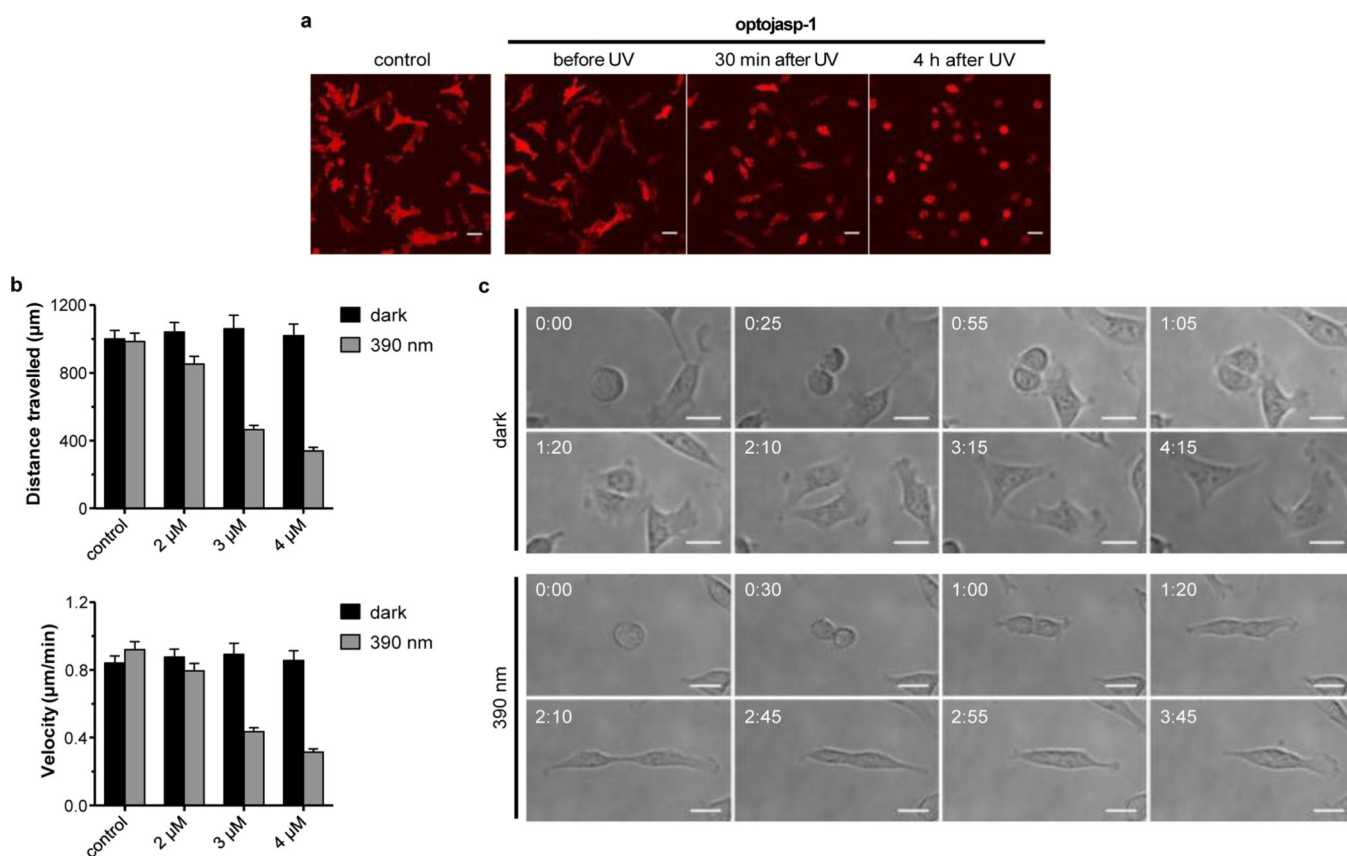 a
optojasp-1
control
before UV
30 min after UV
4 h after UV
b
Distance travelled (µm)
1200
800
400
0
dark
390 nm
control
2 µM
3 µM
4 µM
Velocity (µm/min)
1.2
0.8
0.4
0.0
dark
390 nm
control
2 µM
3 µM
4 µM
c
dark
0:00
0:25
0:55
1:05
1:20
2:10
3:15
4:15
390 nm
0:00
0:30
1:00
1:20
2:10
2:45
2:55
3:45